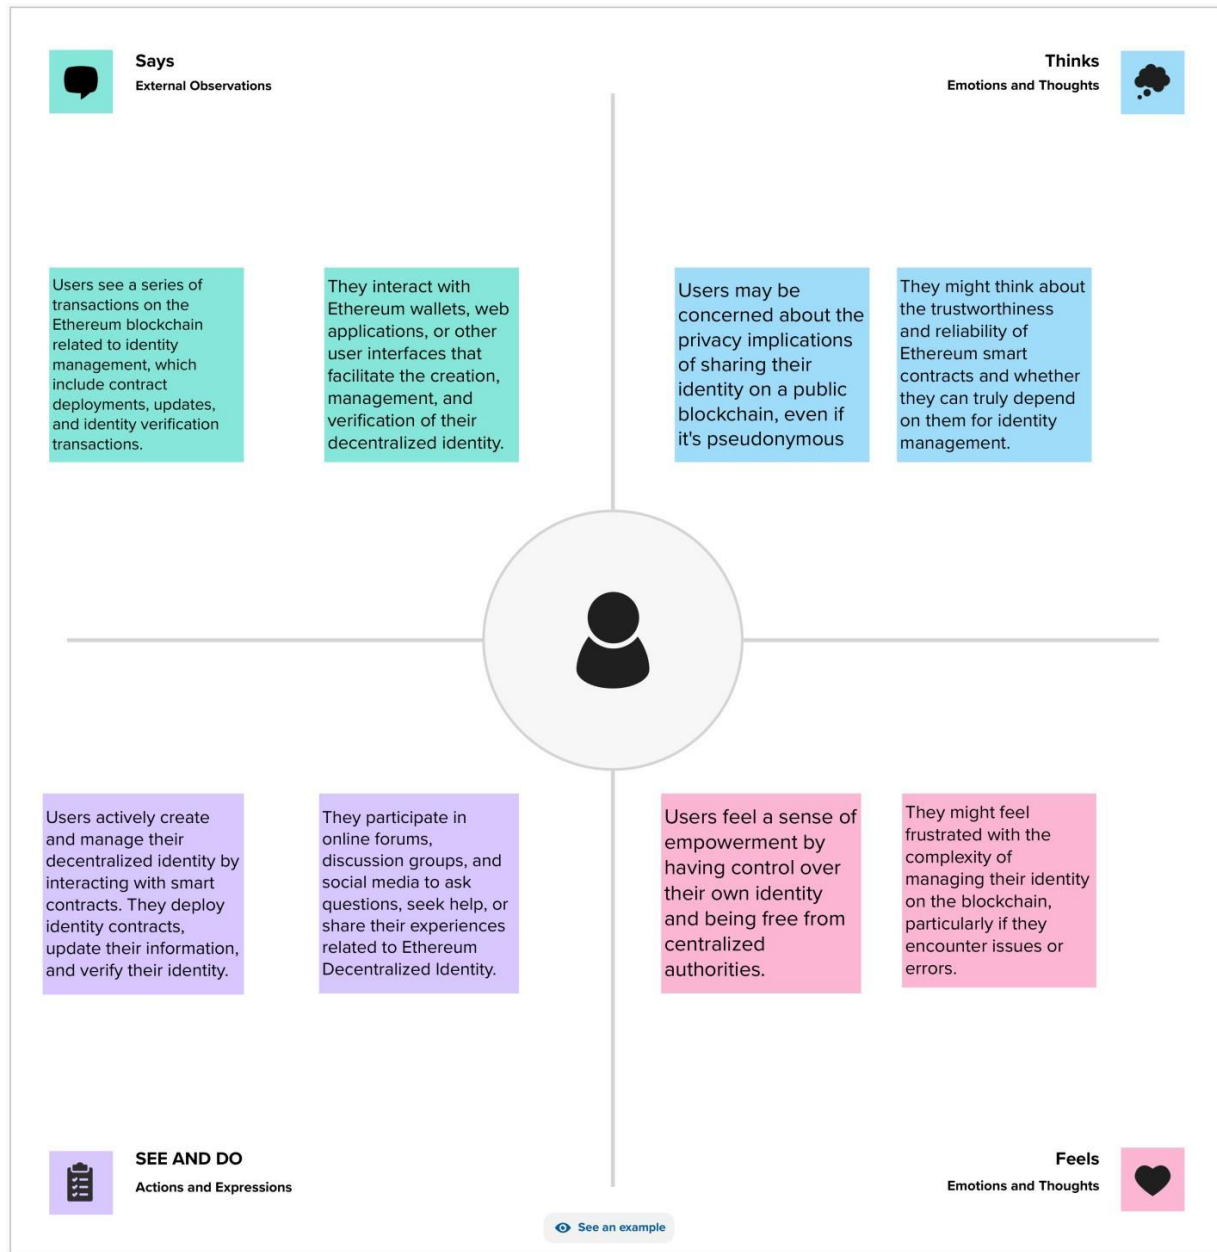 Says
External Observations
Thinks
Emotions and Thoughts
Users see a series of
transactions on the
Ethereum blockchain
related to identity
management, which
include contract
deployments, updates,
and identity verification
transactions.
They interact with
Ethereum wallets, web
applications, or other
user interfaces that
facilitate the creation,
management, and
verification of their
decentralized identity.
Users may be
concerned about the
privacy implications
of sharing their
identity on a public
blockchain, even if
it's pseudonymous
They might think about
the trustworthiness
and reliability of
Ethereum smart
contracts and whether
they can truly depend
on them for identity
management.
Users actively create
and manage their
decentralized identity by
interacting with smart
contracts. They deploy
identity contracts,
update their information,
and verify their identity.
They participate in
online forums,
discussion groups, and
social media to ask
questions, seek help, or
share their experiences
related to Ethereum
Decentralized Identity.
Users feel a sense of
empowerment by
having control over
their own identity
and being free from
centralized
authorities.
They might feel
frustrated with the
complexity of
managing their identity
on the blockchain,
particularly if they
encounter issues or
errors.
SEE AND DO
Actions and Expressions
Feels
Emotions and Thoughts
See an example